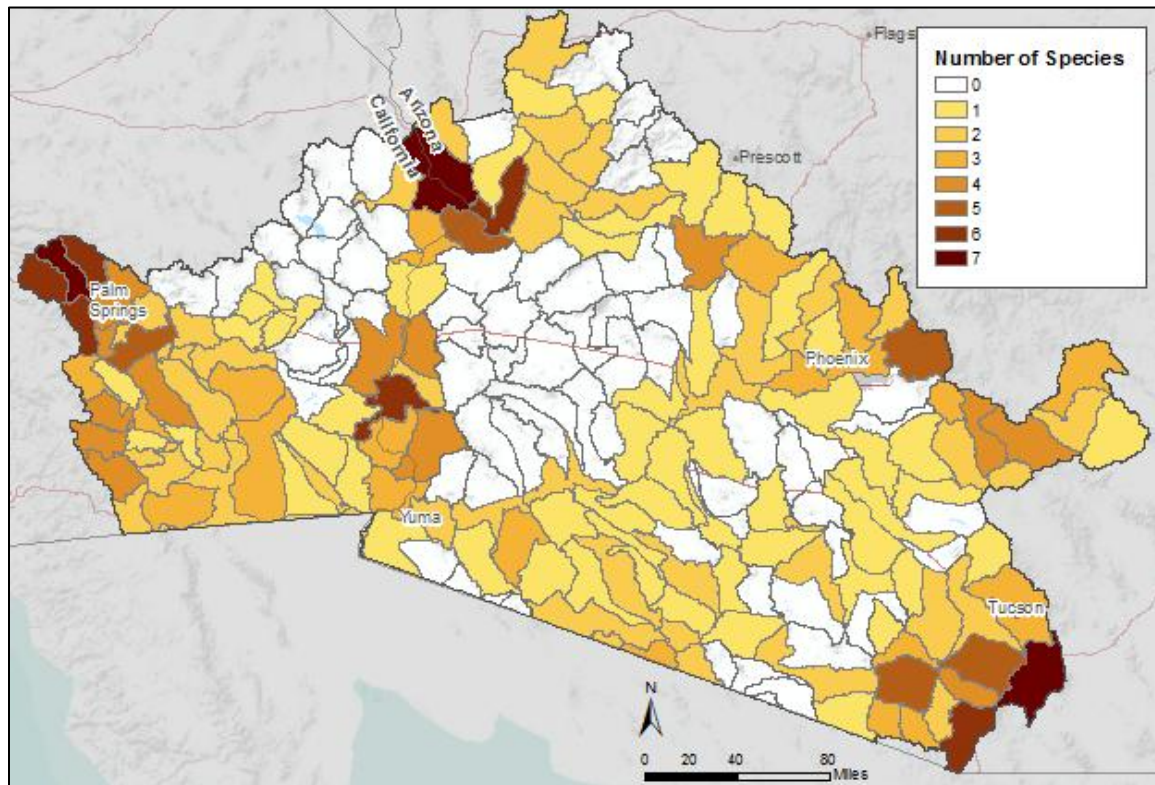 Flags
Number of Species
0
1
2
3
4
5
6
7
Arizona
California
Prescott
Palm
Springs
Phoenix
Yuma
Tucson
N
0 20 40 80
Miles